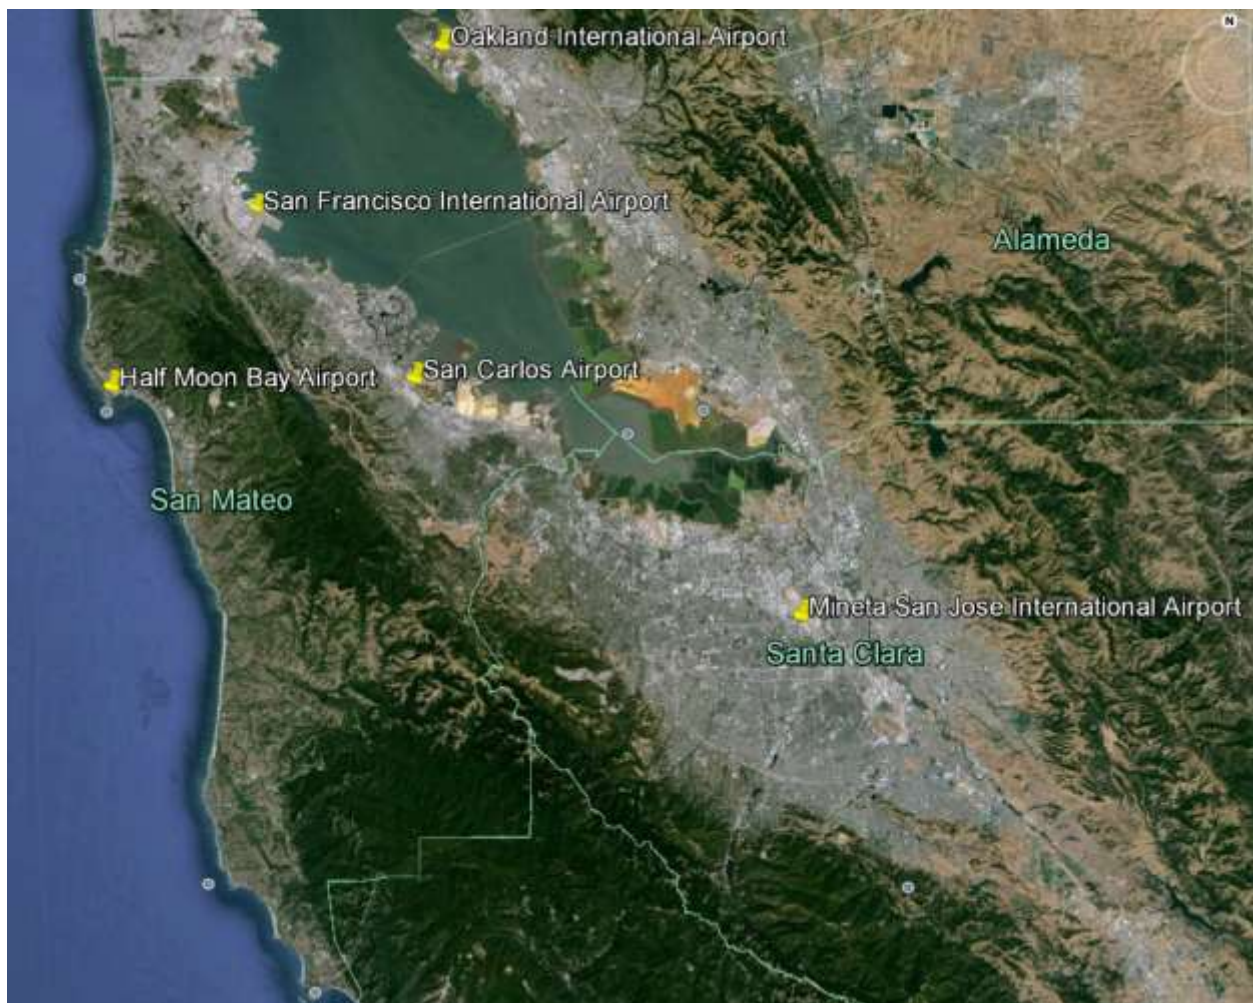 N
Oakland International Airport
San Francisco International Airport
Alameda
Half Moon Bay Airport
San Carlos Airport
San Mateo
Mineta San Jose International Airport
Santa Clara